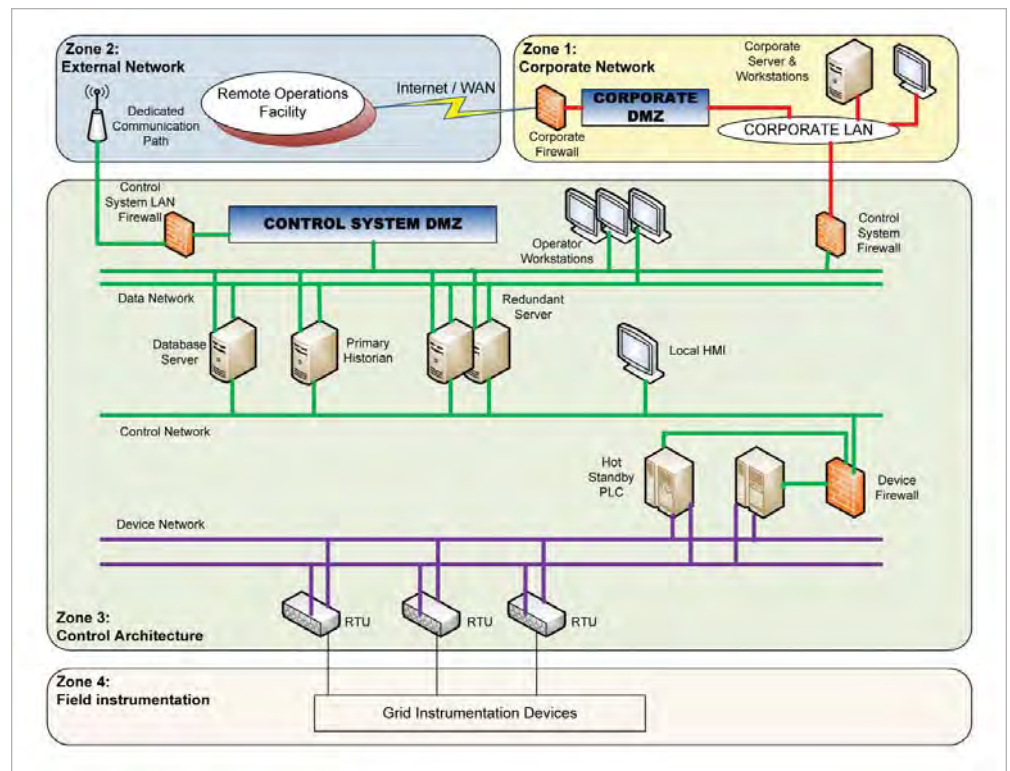 Zone 2:
External Network
Dedicated
Communication
Path
Remote Operations
Facility
Internet / WAN
Zone 1:
Corporate Network
Corporate
Firewall
CORPORATE
DMZ
Corporate
Server &
Workstations
CORPORATE LAN
Control
System LAN
Firewall
CONTROL SYSTEM DMZ
Operator
Workstations
Control
System
Firewall
Data Network
Database
Server
Primary
Historian
Redundant
Server
Local HMI
Control Network
Hot
Standby
PLC
Device
Firewall
Device Network
RTU
RTU
RTU
Zone 3:
Control Architecture
Zone 4:
Field instrumentation
Grid Instrumentation Devices